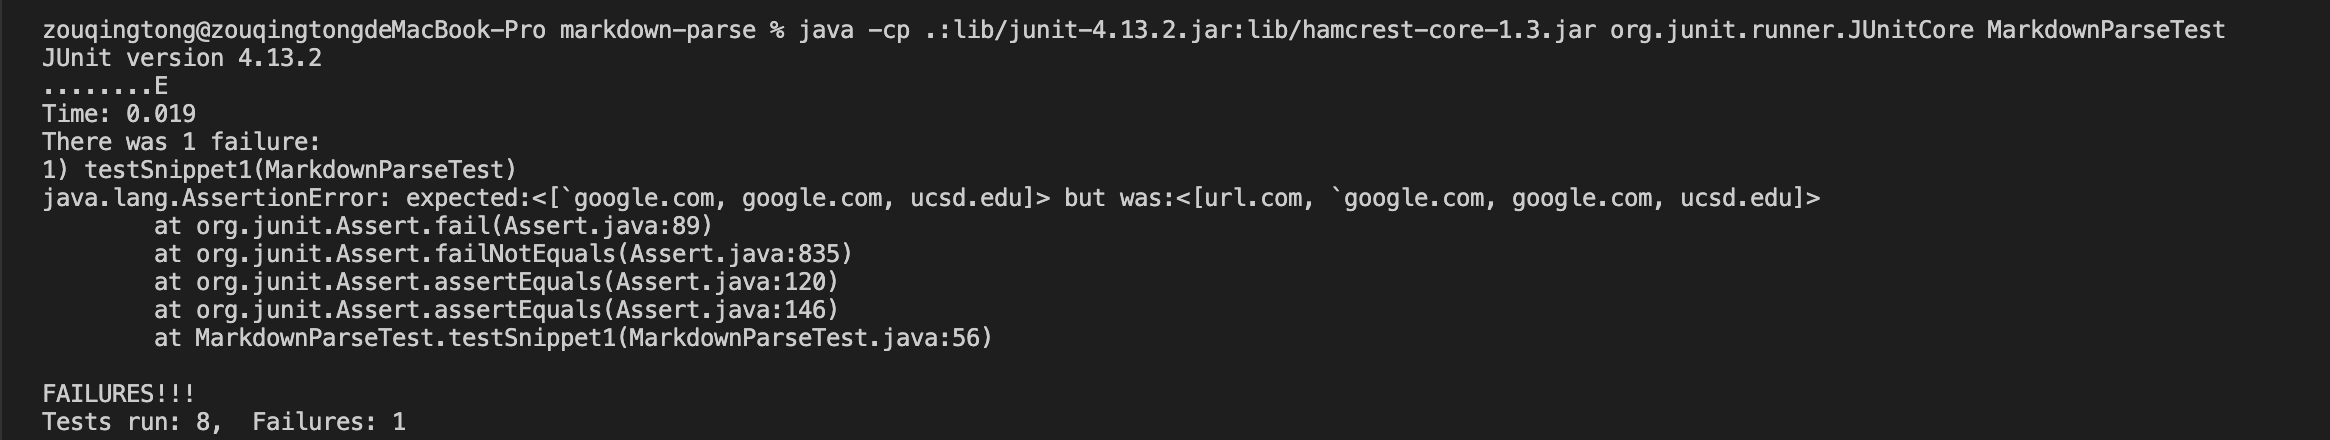 zouqingtong@zouqingtongdeMacBook-Pro markdown-parse % java -cp .:lib/junit-4.13.2.jar:lib/hamcrest-core-1.3.jar org.junit.runner.JUnitCore MarkdownParseTest
JUnit version 4.13.2
........E
Time: 0.019
There was 1 failure:
1) testSnippet1(MarkdownParseTest)
java.lang.AssertionError: expected:<[`google.com, google.com, ucsd.edu]> but was:<[url.com, `google.com, google.com, ucsd.edu]>
        at org.junit.Assert.fail(Assert.java:89)
        at org.junit.Assert.failNotEquals(Assert.java:835)
        at org.junit.Assert.assertEquals(Assert.java:120)
        at org.junit.Assert.assertEquals(Assert.java:146)
        at MarkdownParseTest.testSnippet1(MarkdownParseTest.java:56)
FAILURES!!!
Tests run: 8,  Failures: 1